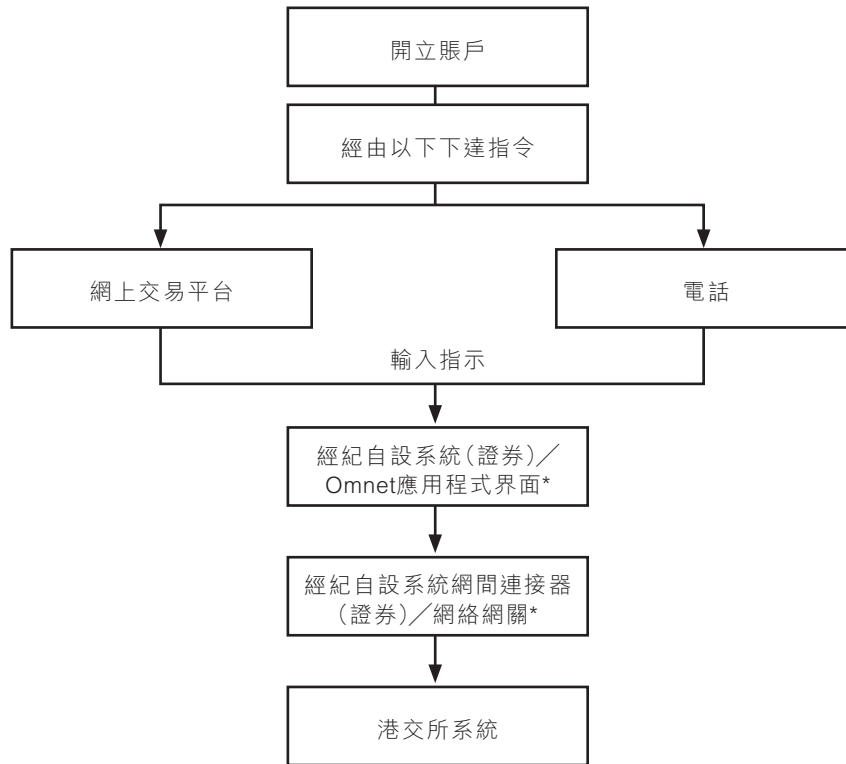 開立賬戶
經由以下下達指令
網上交易平台
電話
輸入指示
經紀自設系統(證券)╱
Omnet應用程式界面*
經紀自設系統網間連接器
(證券)╱網絡網關*
港交所系統